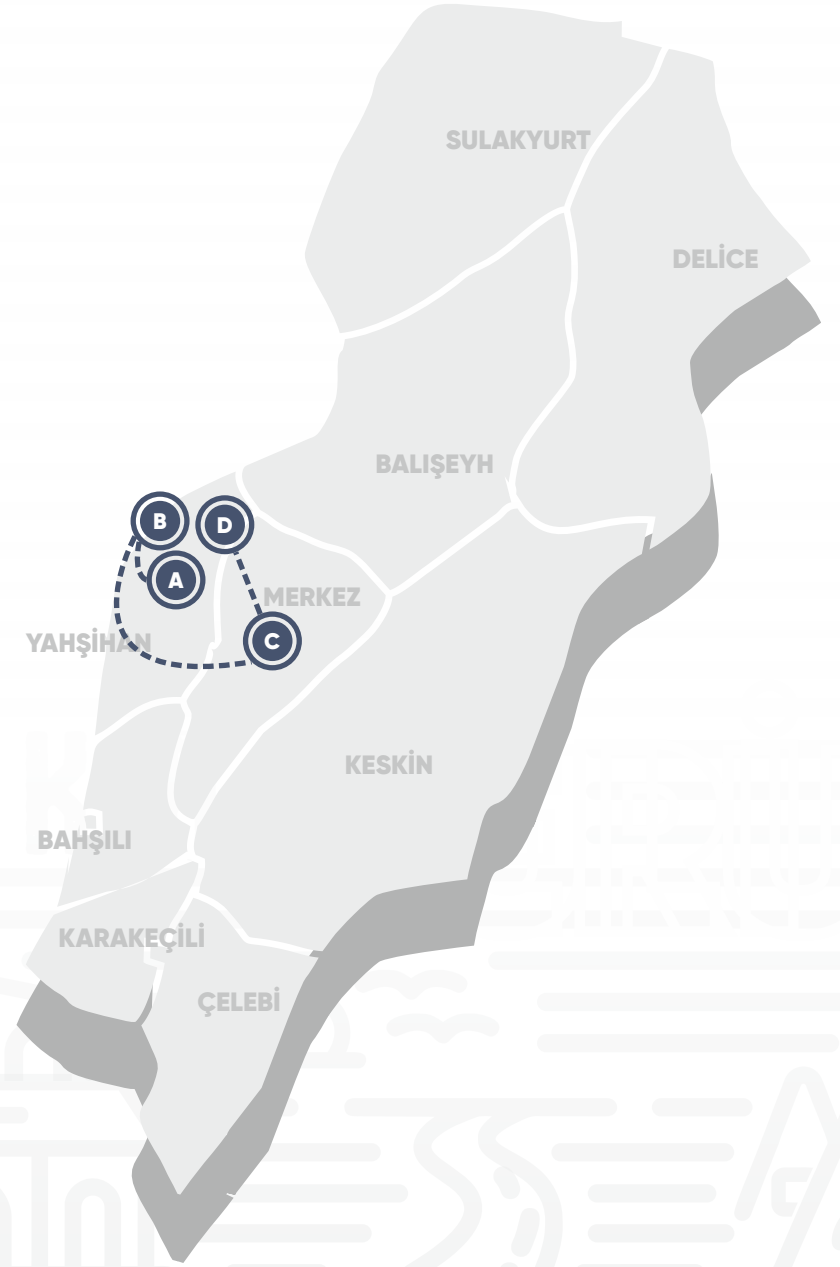 SULAKYURT
DELİCE
BALIŞEYH
B
D
A
MERKEZ
YAHŞİHAN
C
KESKİN
BAHŞILI
KARAKEÇİLİ
ÇELEBİ